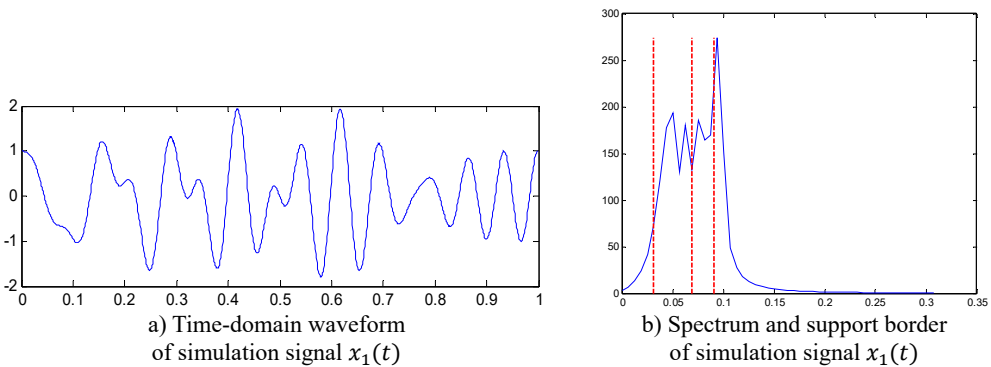 2
1
0
-1
-2
0 0.1 0.2 0.3 0.4 0.5 0.6 0.7 0.8 0.9 1
a) Time-domain waveform
of simulation signal x₁(t)
300
250
200
150
100
50
0
0 0.05 0.1 0.15 0.2 0.25 0.3 0.35
b) Spectrum and support border
of simulation signal x₁(t)